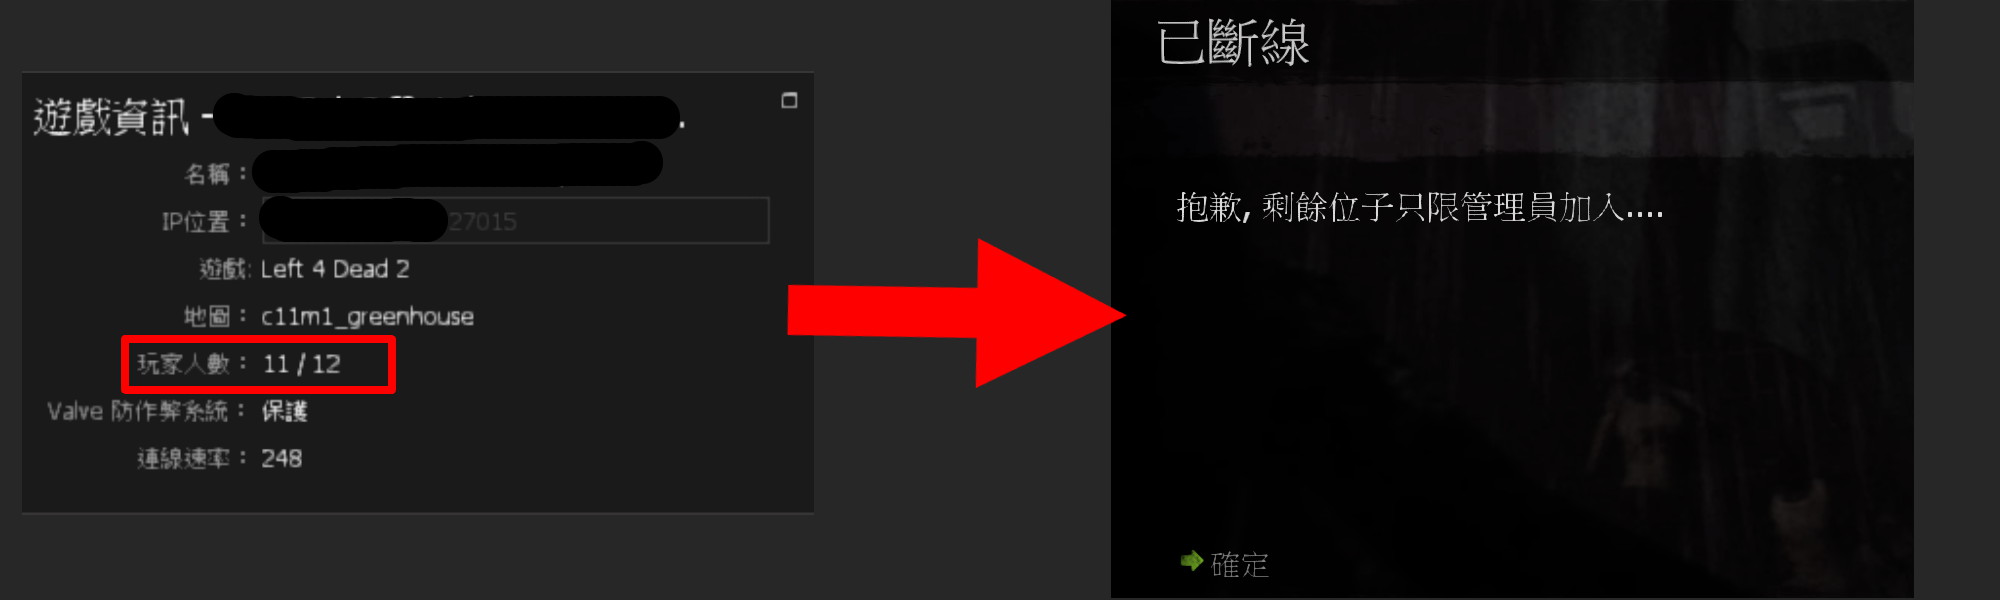 遊戲資訊 -
名稱：
IP位置： 27015
遊戲: Left 4 Dead 2
地圖： c11m1_greenhouse
玩家人數： 11 / 12
Valve 防作弊系統： 保護
連線速率： 248
已斷線
抱歉, 剩餘位子只限管理員加入....
確定